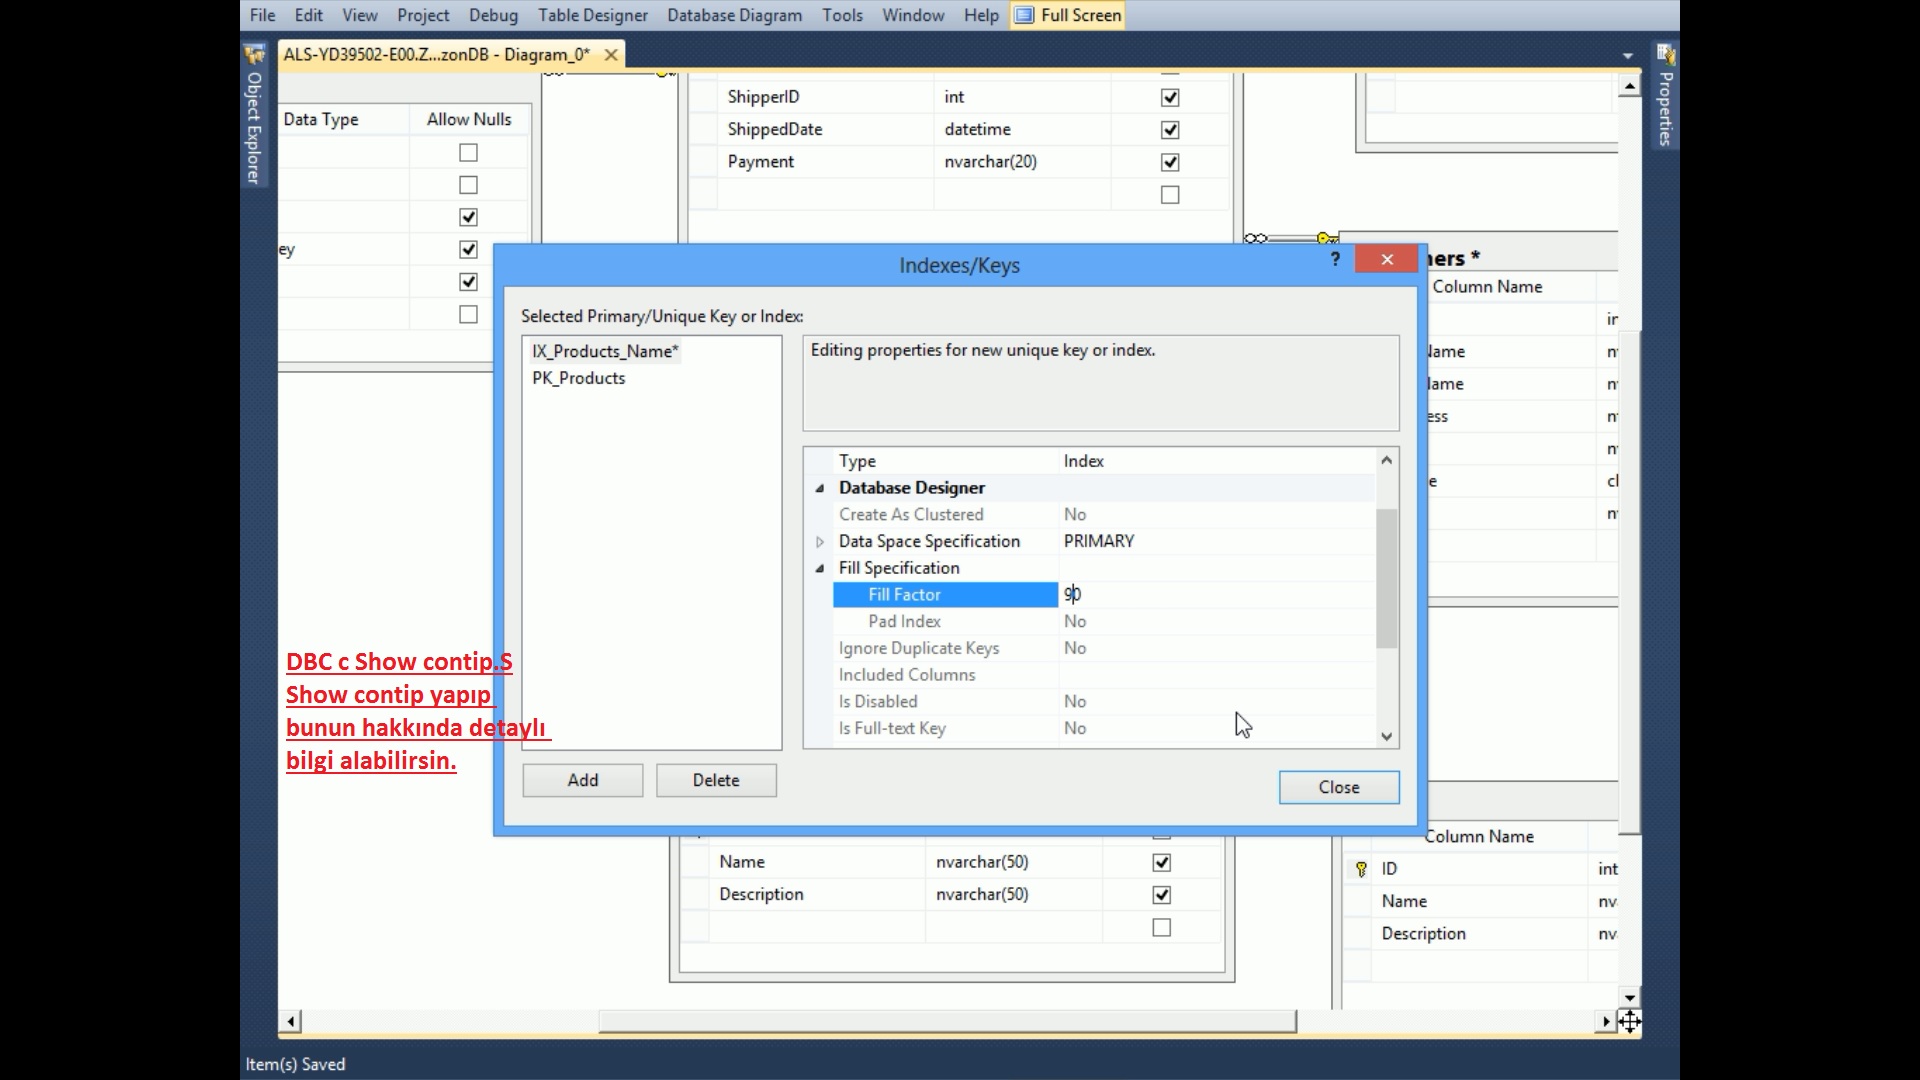 File Edit View Project Debug Table Designer Database Diagram Tools Window Help Full Screen
ALS-YD39502-E00.Z...zonDB - Diagram_0*
Object Explorer
Properties
Data Type Allow Nulls
ey
ShipperID int
ShippedDate datetime
Payment nvarchar(20)
Indexes/Keys
?
Selected Primary/Unique Key or Index:
IX_Products_Name*
PK_Products
Editing properties for new unique key or index.
Type Index
Database Designer
Create As Clustered No
Data Space Specification PRIMARY
Fill Specification
Fill Factor 90
Pad Index No
Ignore Duplicate Keys No
Included Columns
Is Disabled No
Is Full-text Key No
Add Delete Close
DBC c Show contip.S
Show contip yapıp
bunun hakkında detaylı
bilgi alabilirsin.
ners *
Column Name
Name
ame
ess
e
Name nvarchar(50)
Description nvarchar(50)
Column Name
ID int
Name nv
Description nv
Item(s) Saved